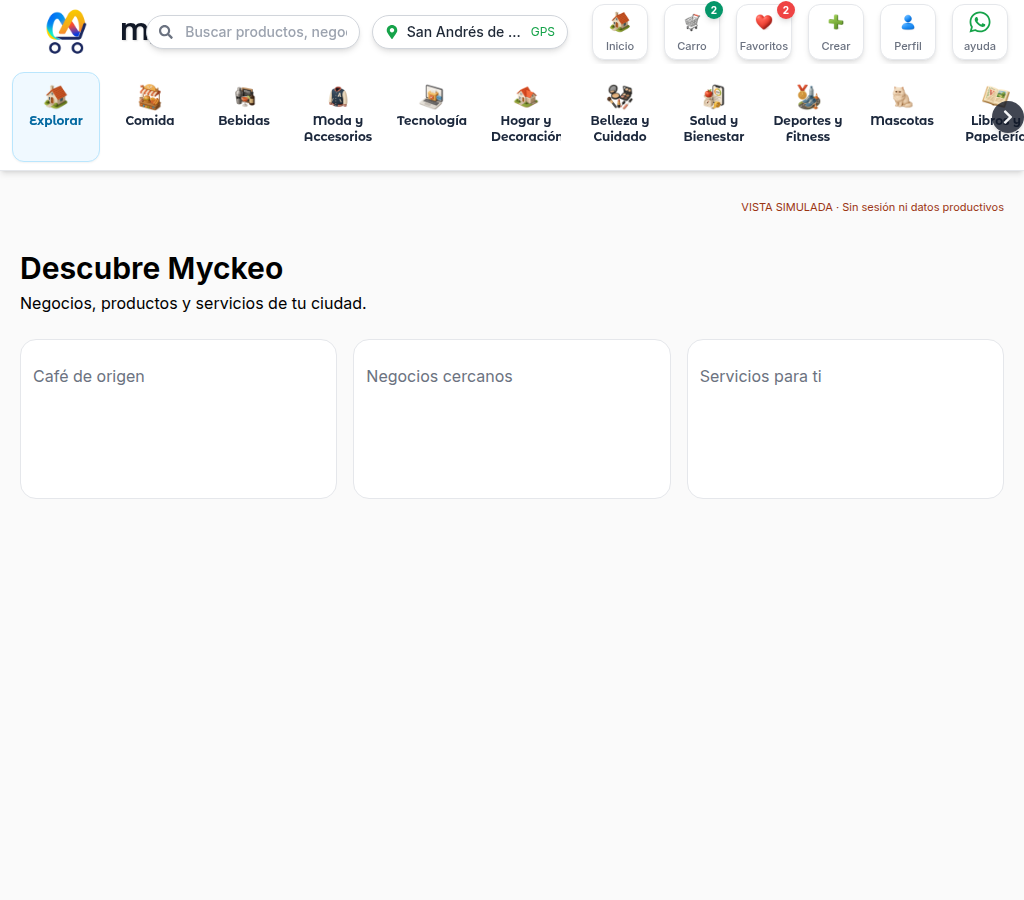 m
Buscar productos, nego
San Andrés de ... GPS
Inicio
2
Carro
2
Favoritos
Crear
Perfil
ayuda
Explorar
Comida
Bebidas
Moda y
Accesorios
Tecnología
Hogar y
Decoración
Belleza y
Cuidado
Salud y
Bienestar
Deportes y
Fitness
Mascotas
Libros y
Papelería
VISTA SIMULADA · Sin sesión ni datos productivos
Descubre Myckeo
Negocios, productos y servicios de tu ciudad.
Café de origen
Negocios cercanos
Servicios para ti